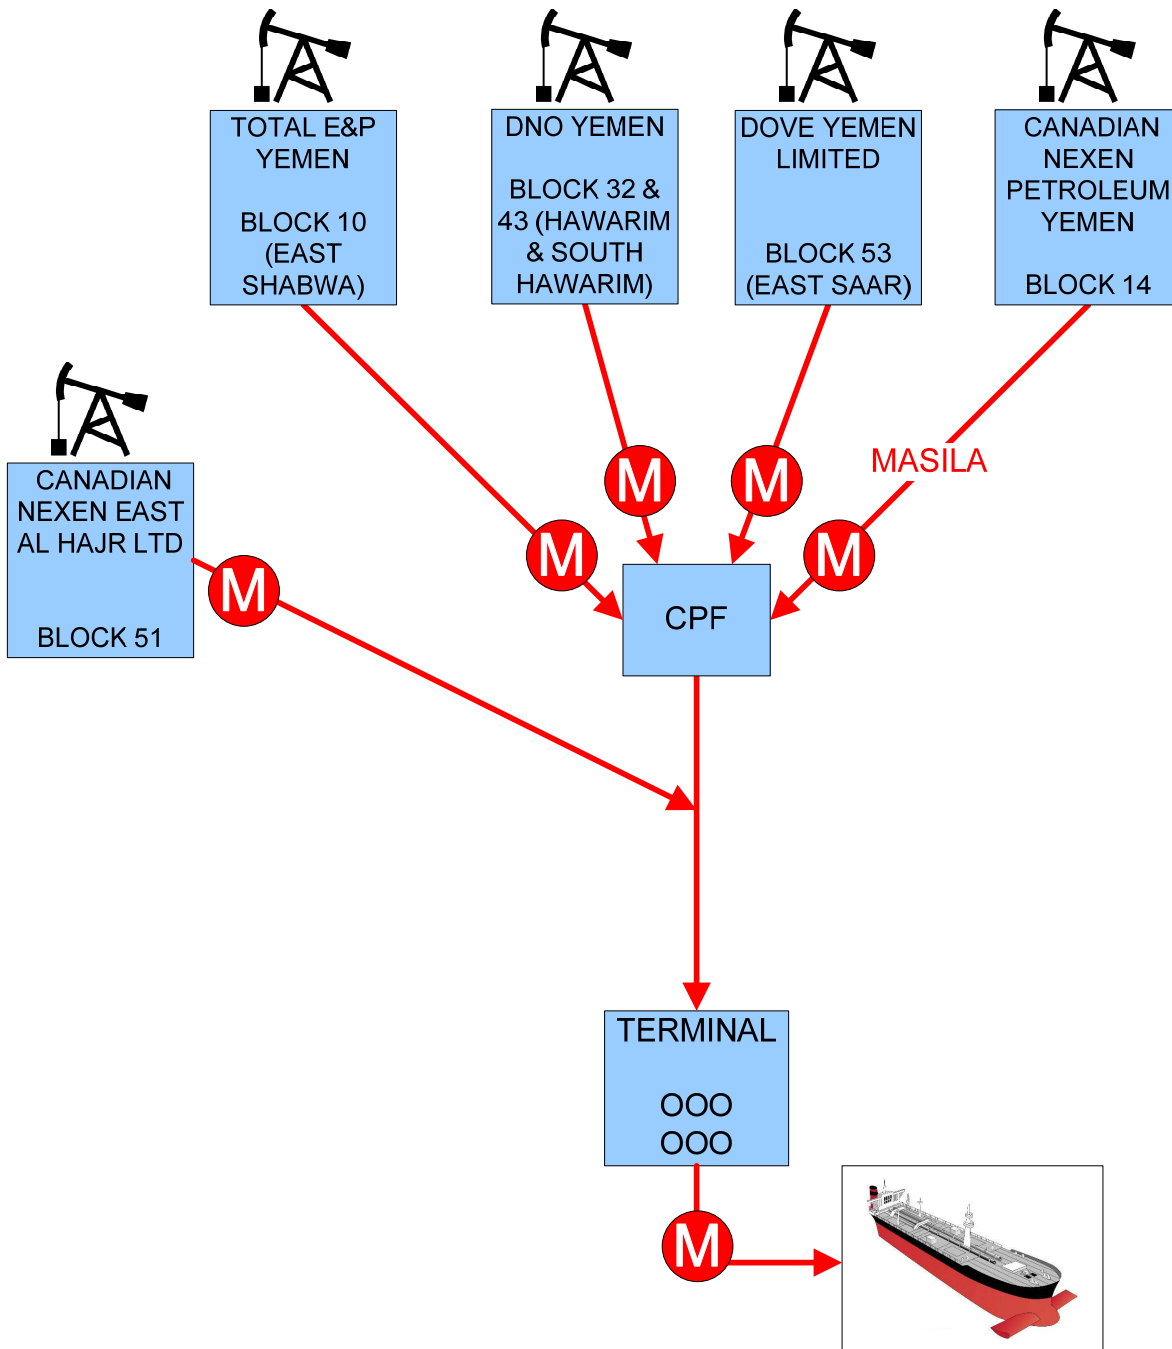 TOTAL E&P
YEMEN
BLOCK 10
(EAST
SHABWA)
DNO YEMEN
BLOCK 32 &
43 (HAWARIM
& SOUTH
HAWARIM)
DOVE YEMEN
LIMITED
BLOCK 53
(EAST SAAR)
CANADIAN
NEXEN
PETROLEUM
YEMEN
BLOCK 14
CANADIAN
NEXEN EAST
AL HAJR LTD
BLOCK 51
MASILA
M
M
M
M
M
CPF
TERMINAL
OOO
OOO
M